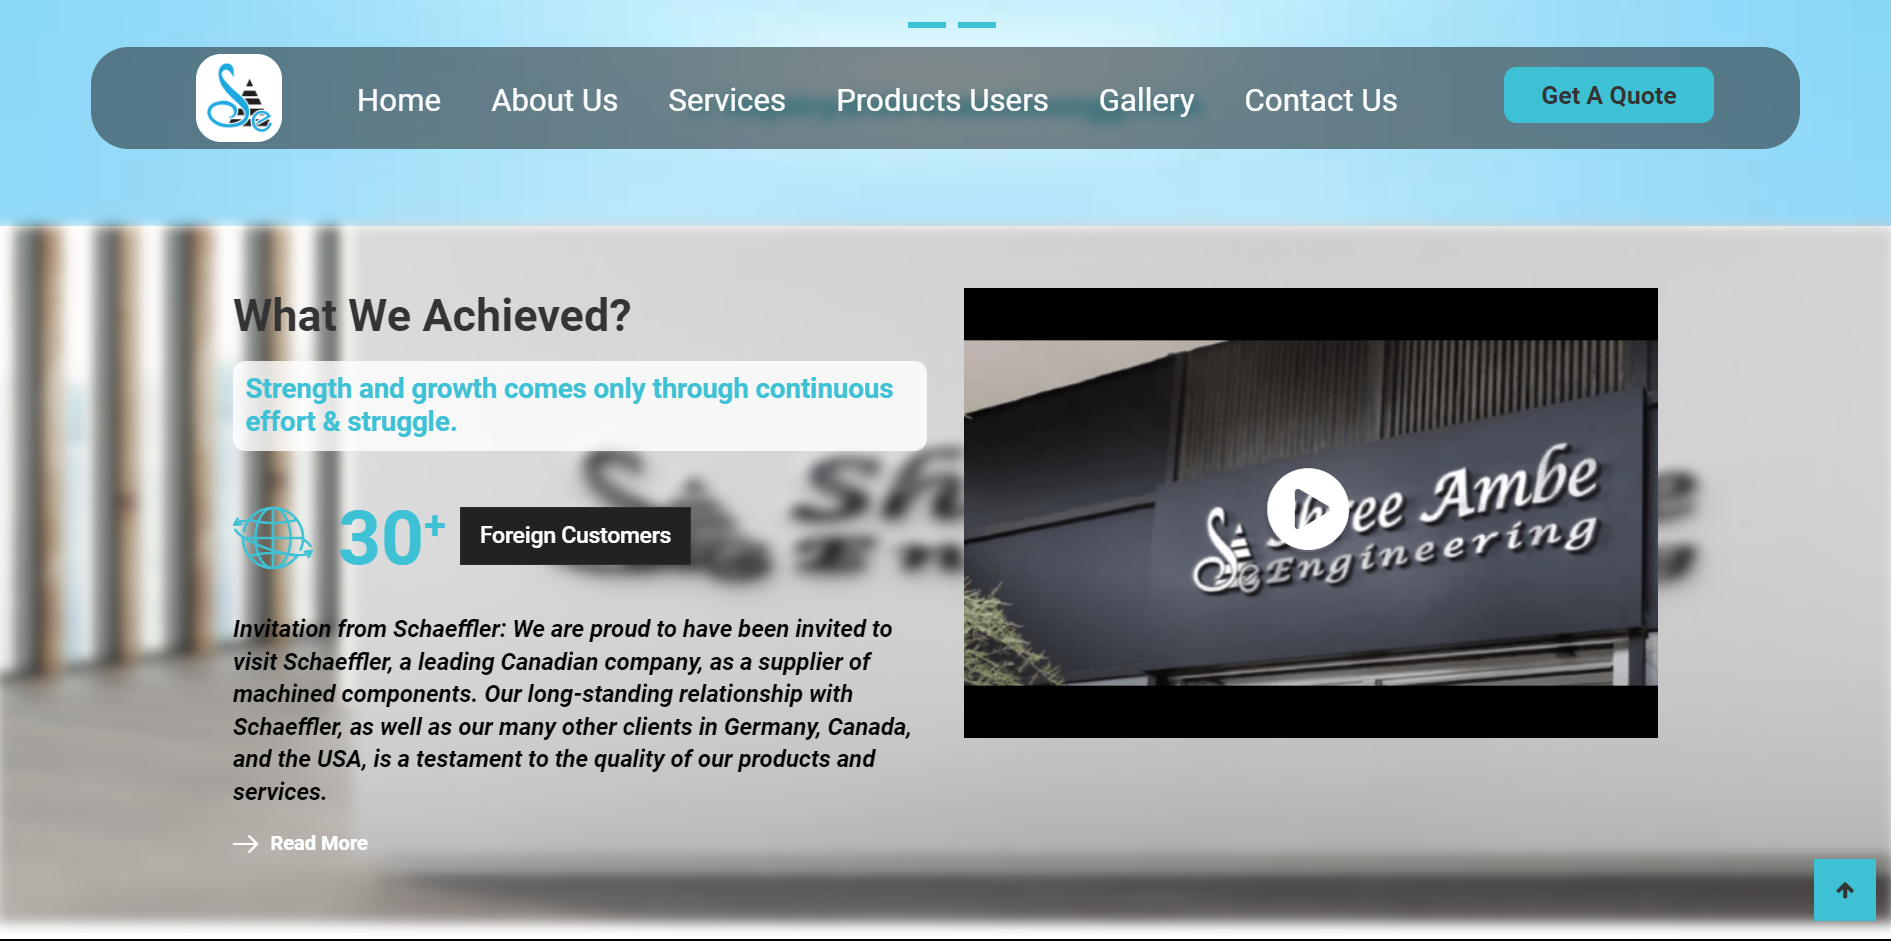 Home
About Us
Services
Products Users
Gallery
Contact Us
Get A Quote
What We Achieved?
Strength and growth comes only through continuous
effort & struggle.
30+
Foreign Customers
Invitation from Schaeffler: We are proud to have been invited to
visit Schaeffler, a leading Canadian company, as a supplier of
machined components. Our long-standing relationship with
Schaeffler, as well as our many other clients in Germany, Canada,
and the USA, is a testament to the quality of our products and
services.
Read More
Shree Ambe
Engineering